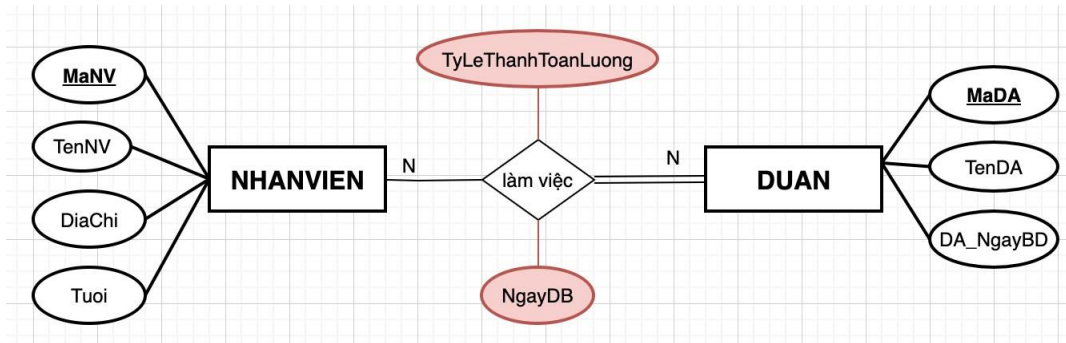 TyLeThanhToanLuong
MaNV
TenNV
DiaChi
Tuoi
NHANVIEN
N
làm việc
N
DUAN
MaDA
TenDA
DA_NgayBD
NgayDB